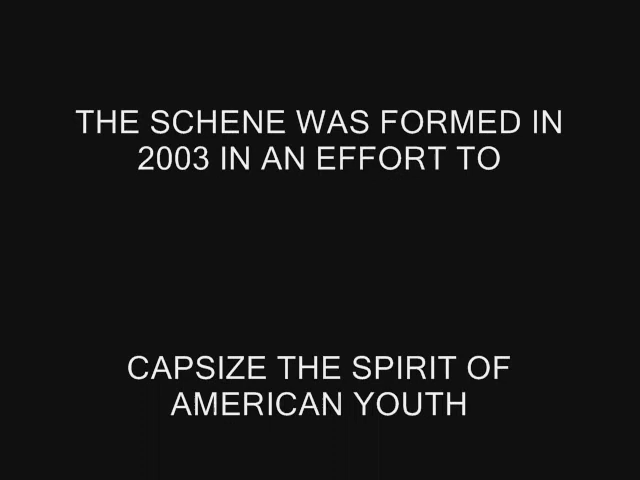 THE SCHENE WAS FORMED IN
2003 IN AN EFFORT TO
CAPSIZE THE SPIRIT OF
AMERICAN YOUTH